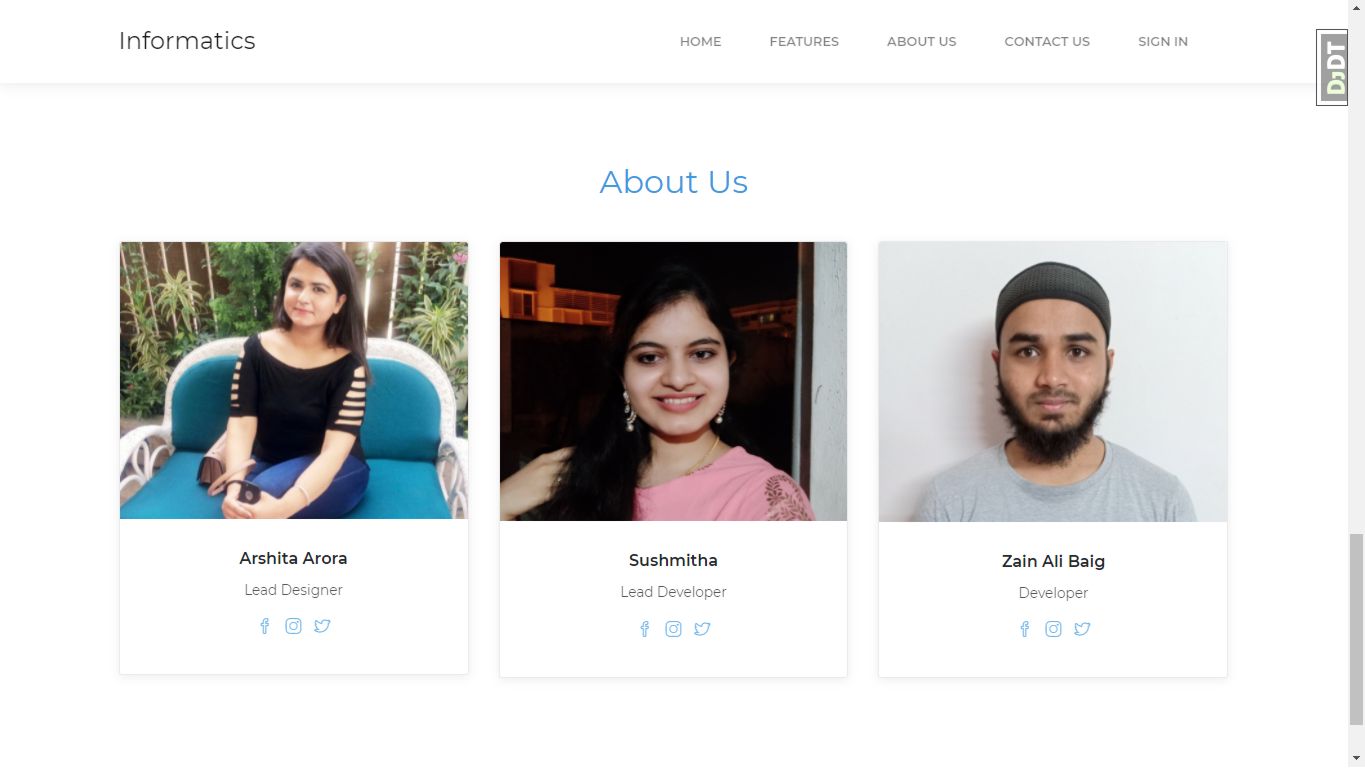 Informatics
HOME FEATURES ABOUT US CONTACT US SIGN IN
DJDT
About Us
Arshita Arora
Lead Designer
Sushmitha
Lead Developer
Zain Ali Baig
Developer